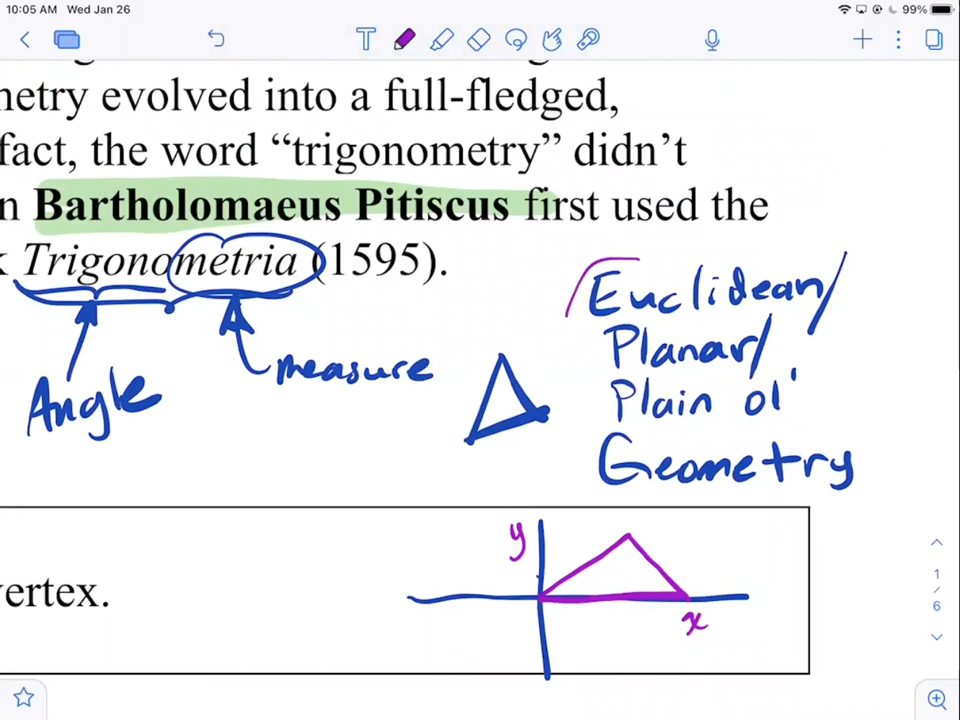 10:05 AM Wed Jan 26
99%
netry evolved into a full-fledged,
fact, the word “trigonometry” didn’t
n Bartholomaeus Pitiscus first used the
k Trigonometria (1595).
Euclidean/
Planar/
Plain ol'
Geometry
measure
Angle
y
x
vertex.
1
/
6